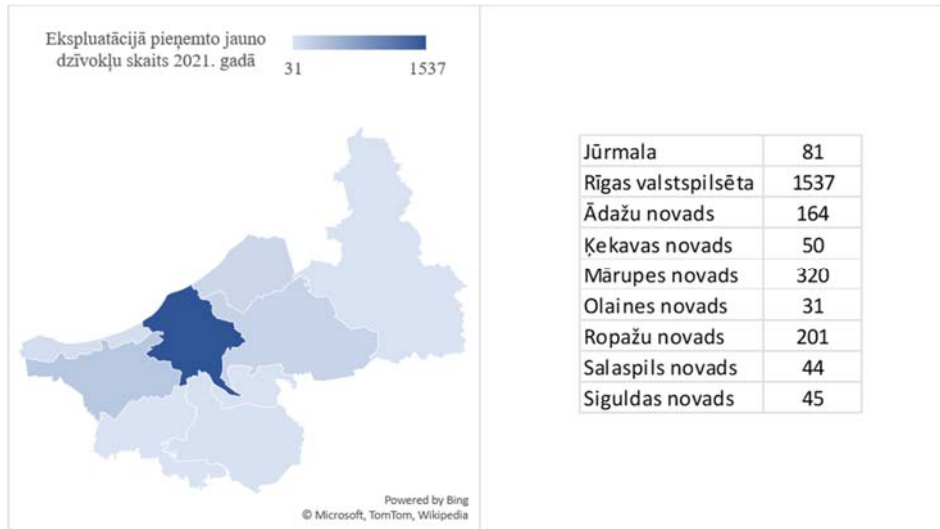 Ekspluatācijā pieņemto jauno
dzīvokļu skaits 2021. gadā
31 1537
Jūrmala 81
Rīgas valstspilsēta 1537
Ādažu novads 164
Ķekavas novads 50
Mārupes novads 320
Olaines novads 31
Ropažu novads 201
Salaspils novads 44
Siguldas novads 45
Powered by Bing
© Microsoft, TomTom, Wikipedia